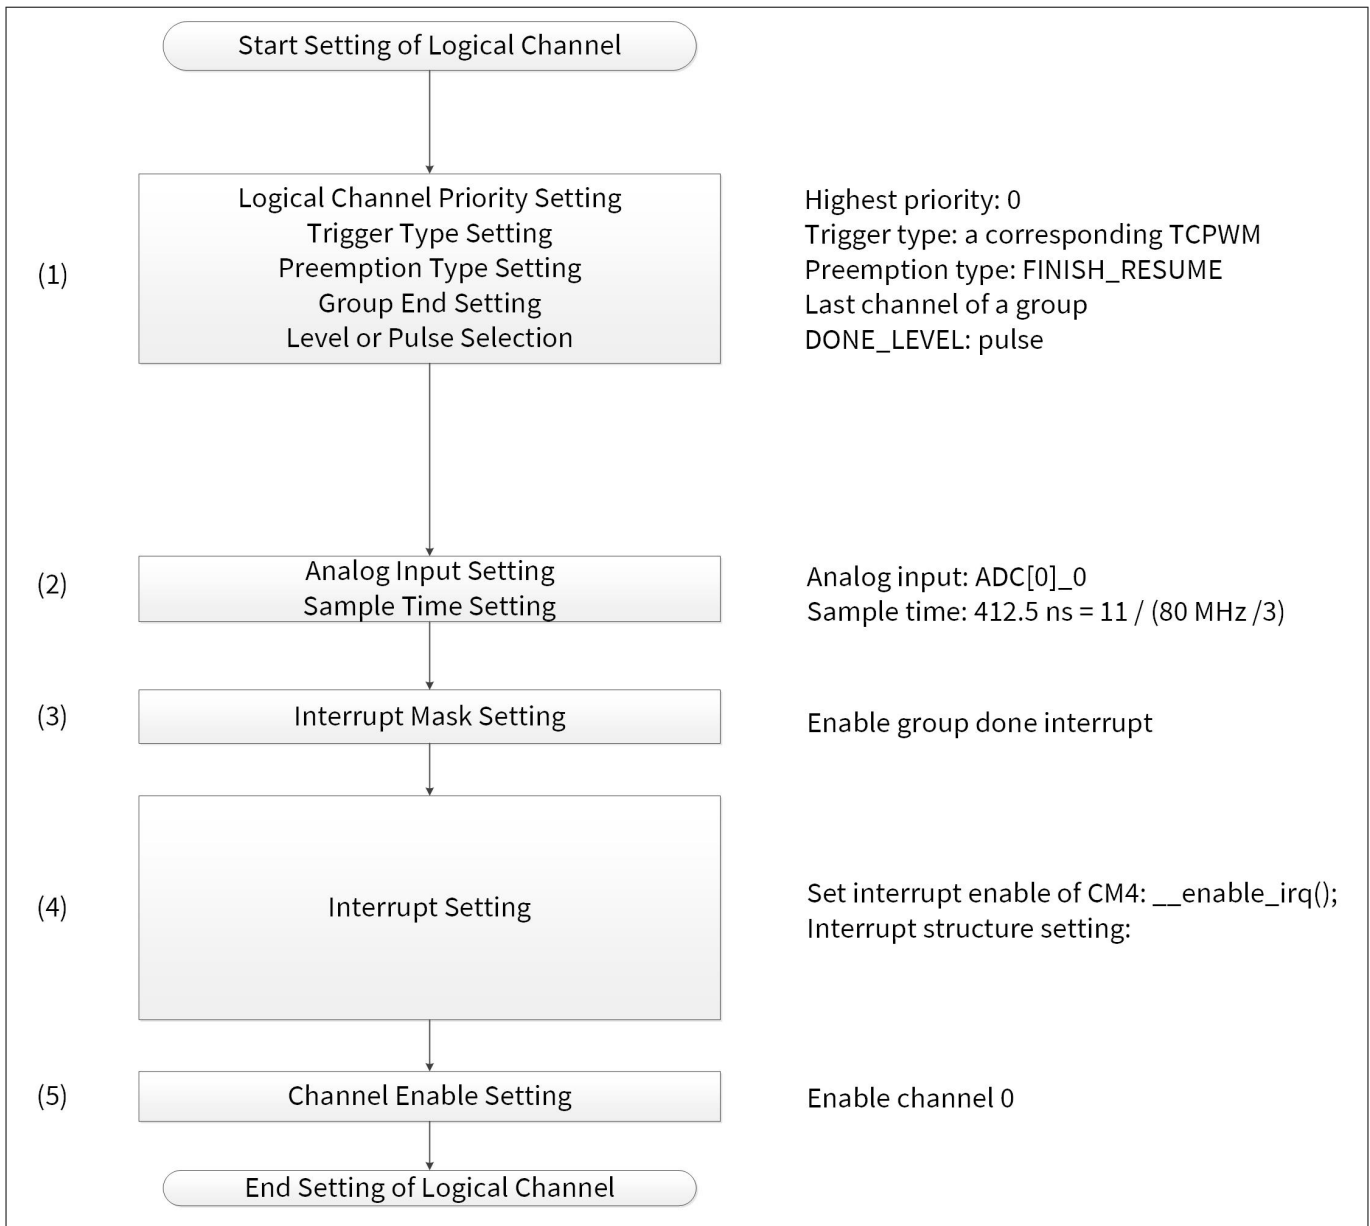 Start Setting of Logical Channel
(1)
Logical Channel Priority Setting
Trigger Type Setting
Preemption Type Setting
Group End Setting
Level or Pulse Selection
Highest priority: 0
Trigger type: a corresponding TCPWM
Preemption type: FINISH_RESUME
Last channel of a group
DONE_LEVEL: pulse
(2)
Analog Input Setting
Sample Time Setting
Analog input: ADC[0]_0
Sample time: 412.5 ns = 11 / (80 MHz /3)
(3)
Interrupt Mask Setting
Enable group done interrupt
(4)
Interrupt Setting
Set interrupt enable of CM4: __enable_irq();
Interrupt structure setting:
(5)
Channel Enable Setting
Enable channel 0
End Setting of Logical Channel